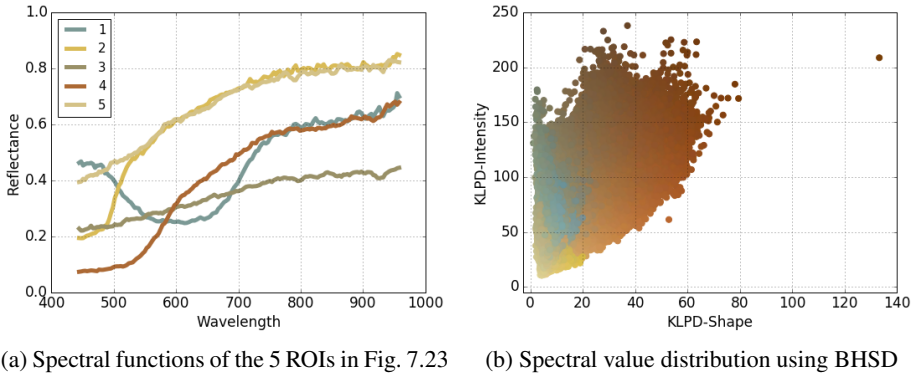 1.0
0.8
0.6
0.4
0.2
0.0
400 500 600 700 800 900 1000
Reflectance
Wavelength
1
2
3
4
5
250
200
150
100
50
0
0 20 40 60 80 100 120 140
KLPD-Intensity
KLPD-Shape
(a) Spectral functions of the 5 ROIs in Fig. 7.23
(b) Spectral value distribution using BHSD